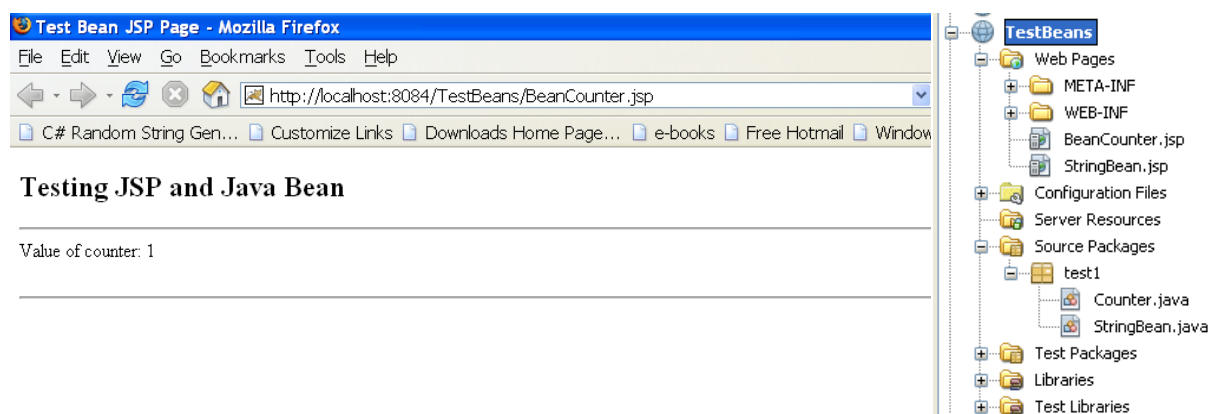 Test Bean JSP Page - Mozilla Firefox
File Edit View Go Bookmarks Tools Help
http://localhost:8084/TestBeans/BeanCounter.jsp
C# Random String Gen... Customize Links Downloads Home Page... e-books Free Hotmail Window
Testing JSP and Java Bean
Value of counter: 1
TestBeans
Web Pages
META-INF
WEB-INF
BeanCounter.jsp
StringBean.jsp
Configuration Files
Server Resources
Source Packages
test1
Counter.java
StringBean.java
Test Packages
Libraries
Test Libraries